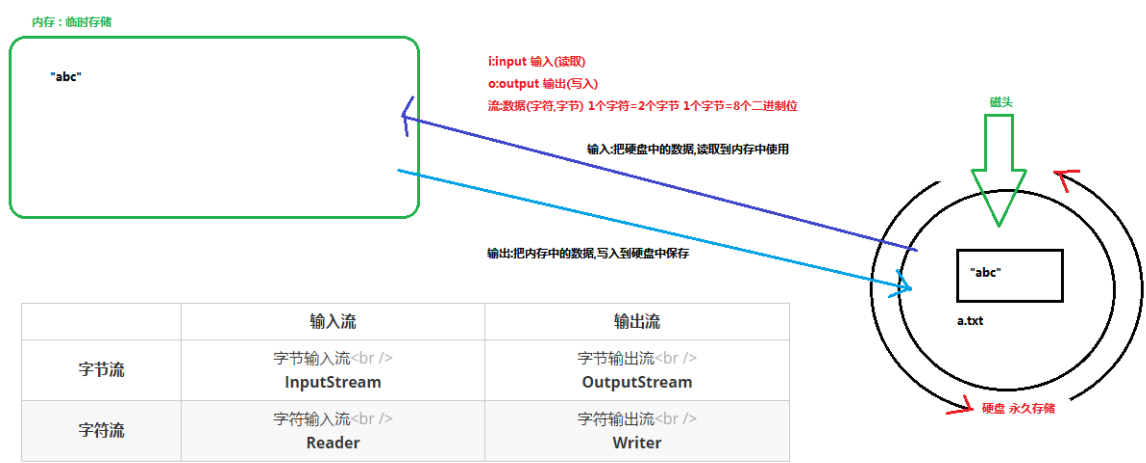 内存：临时存储
"abc"
i:input 输入(读取)
o:output 输出(写入)
流:数据(字符,字节) 1个字符=2个字节 1个字节=8个二进制位
磁头
输入:把硬盘中的数据,读取到内存中使用
输出:把内存中的数据,写入到硬盘中保存
"abc"
a.txt
硬盘 永久存储
输入流 输出流
字节流
字节输入流<br />
InputStream
字节输出流<br />
OutputStream
字符流
字符输入流<br />
Reader
字符输出流<br />
Writer